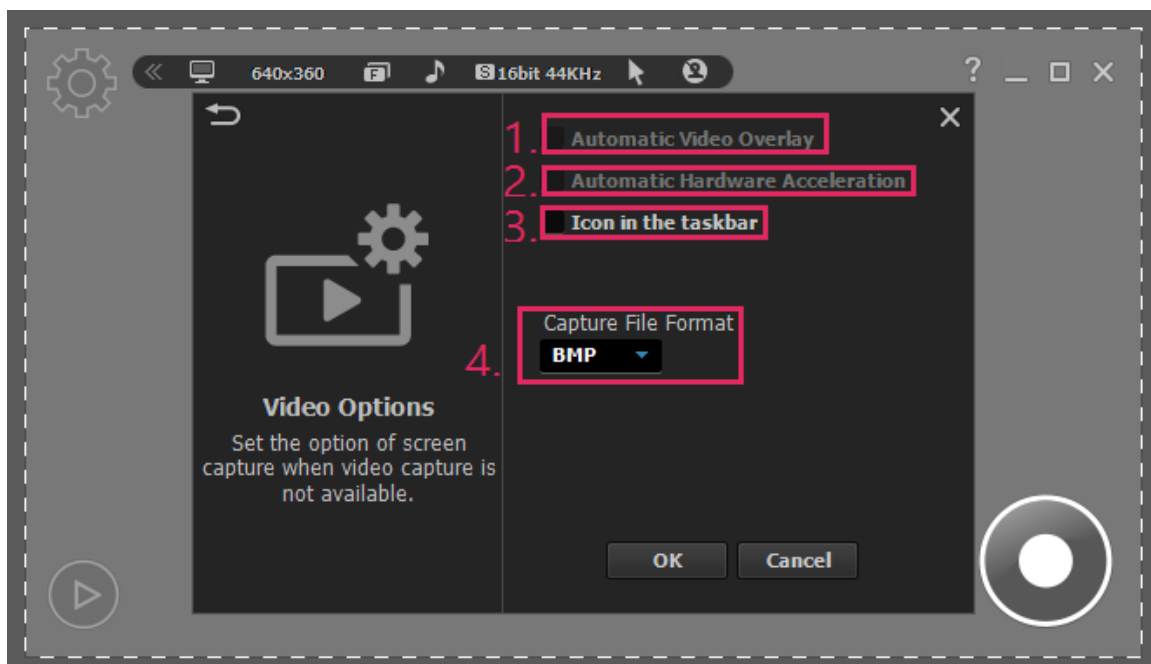 640x360
F
S 16bit 44KHz
?
1. Automatic Video Overlay
2. Automatic Hardware Acceleration
3. Icon in the taskbar
Capture File Format
4. BMP
Video Options
Set the option of screen
capture when video capture is
not available.
OK
Cancel